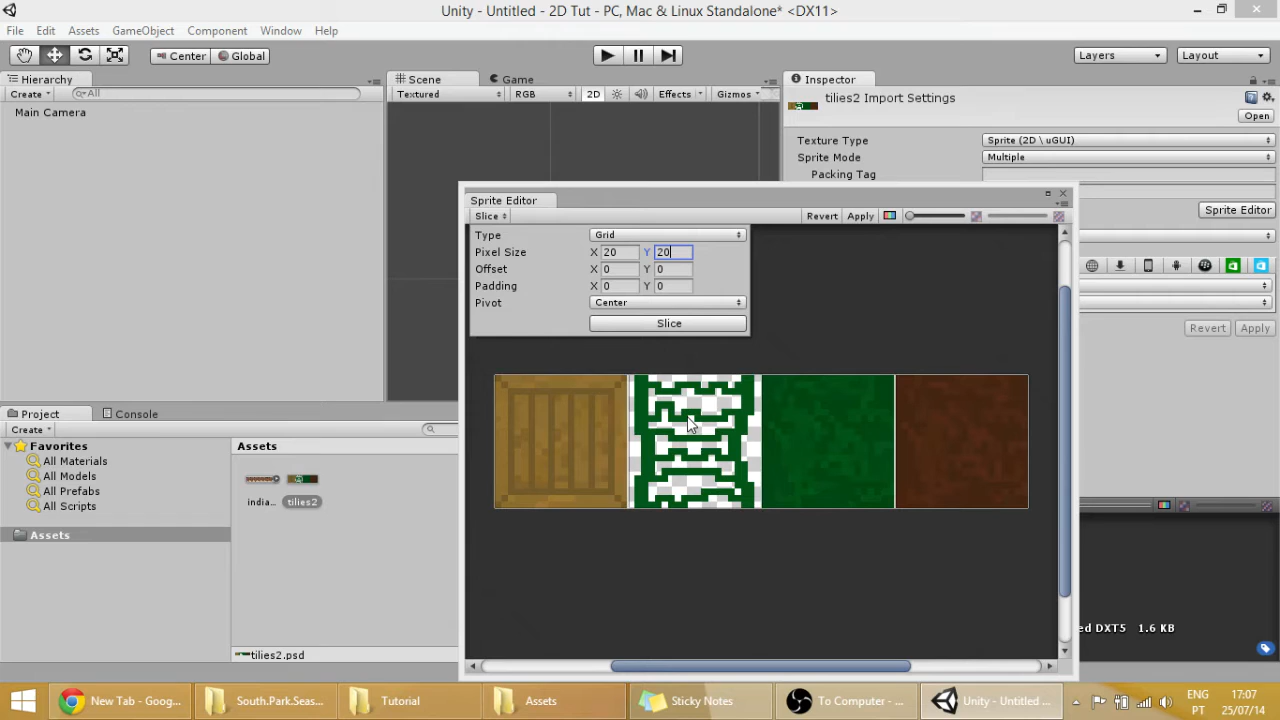 Unity - Untitled - 2D Tut - PC, Mac & Linux Standalone* <DX11>
File Edit Assets GameObject Component Window Help
Center Global Layers Layout
Hierarchy Scene Game Inspector
Create All Textured RGB 2D Effects Gizmos
Main Camera
tilies2 Import Settings
Open
Texture Type Sprite (2D \ uGUI)
Sprite Mode Multiple
Packing Tag
Sprite Editor
Sprite Editor
Slice Revert Apply
Type Grid
Pixel Size X 20 Y 20
Offset X 0 Y 0
Padding X 0 Y 0
Pivot Center
Slice
Revert Apply
Project Console
Create
Favorites Assets
All Materials
All Models
All Prefabs
All Scripts
india... tilies2
Assets
tilies2.psd
ed DXT5 1.6 KB
New Tab - Goog... South.Park.Seas... Tutorial Assets Sticky Notes To Computer - ... Unity - Untitled ...
ENG 17:07
PT 25/07/14